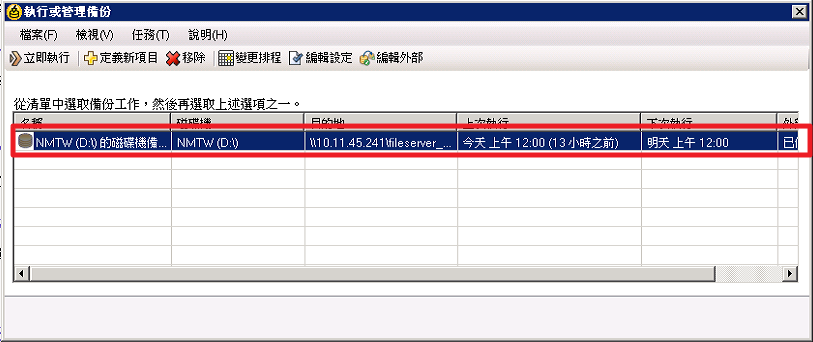 執行或管理備份
檔案(F) 檢視(V) 任務(T) 說明(H)
立即執行 定義新項目 移除 變更排程 編輯設定 編輯外部
從清單中選取備份工作，然後再選取上述選項之一。
名稱 磁碟機 目的地 上次執行 下次執行
NMTW (D:\) 的磁碟機備... NMTW (D:\) \\10.11.45.241\fileserver_... 今天 上午 12:00 (13 小時之前) 明天 上午 12:00